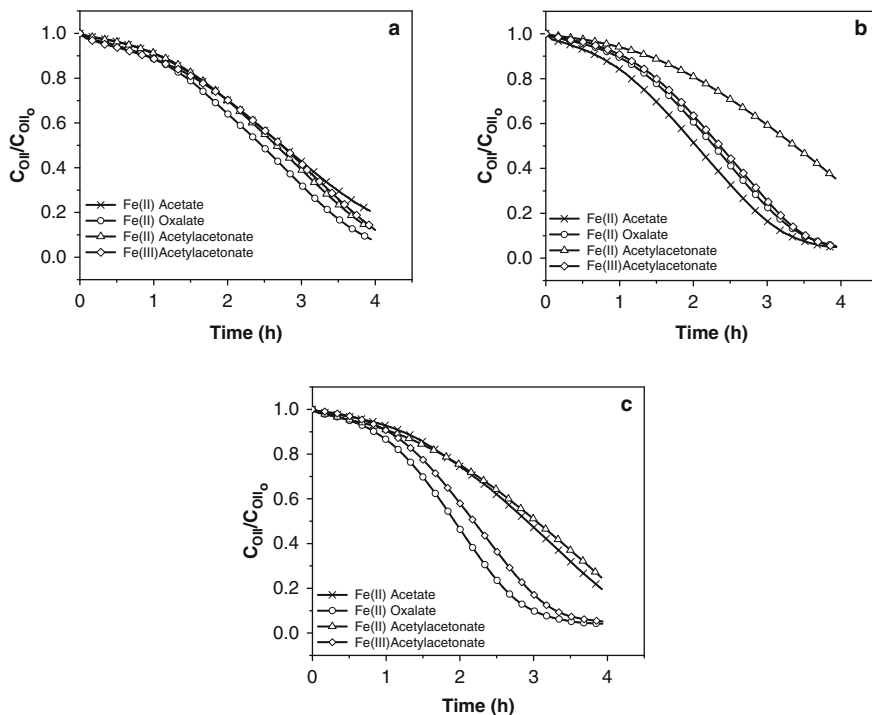 a
1.0
0.8
0.6
0.4
0.2
0.0
C_OII/C_OII_o
Fe(II) Acetate
Fe(II) Oxalate
Fe(II) Acetylacetonate
Fe(III)Acetylacetonate
0 1 2 3 4
Time (h)
b
1.0
0.8
0.6
0.4
0.2
0.0
C_OII/C_OII_o
Fe(II) Acetate
Fe(II) Oxalate
Fe(II) Acetylacetonate
Fe(III)Acetylacetonate
0 1 2 3 4
Time (h)
c
1.0
0.8
0.6
0.4
0.2
0.0
C_OII/C_OII_o
Fe(II) Acetate
Fe(II) Oxalate
Fe(II) Acetylacetonate
Fe(III)Acetylacetonate
0 1 2 3 4
Time (h)